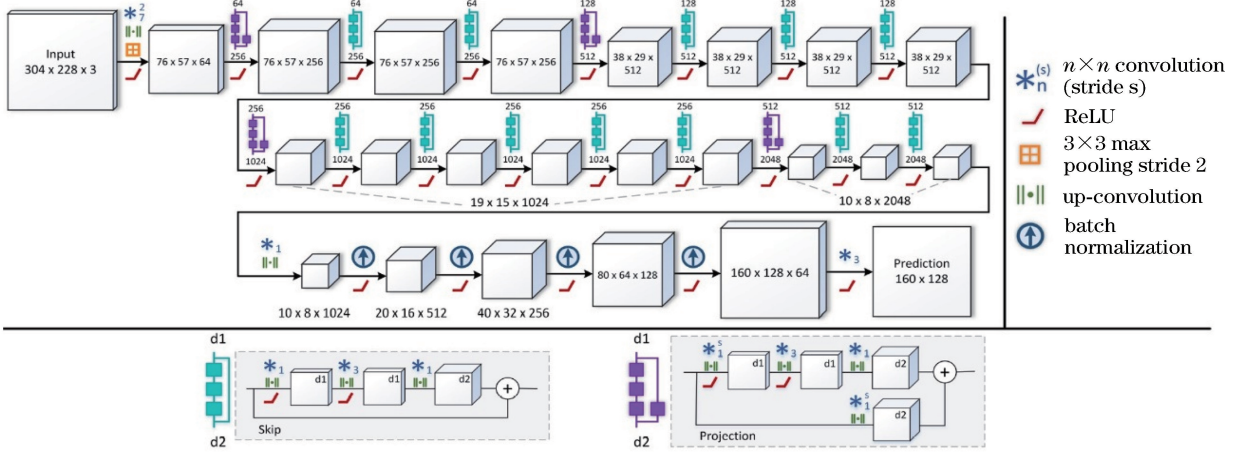 Input
304 x 228 x 3
2
7
76 x 57 x 64
64
256
76 x 57 x 256
64
256
76 x 57 x 256
64
256
76 x 57 x 256
128
512
38 x 29 x
512
128
512
38 x 29 x
512
128
512
38 x 29 x
512
128
512
38 x 29 x
512
256
1024
256
1024
256
1024
256
1024
256
1024
256
1024
19 x 15 x 1024
512
2048
512
2048
512
2048
10 x 8 x 2048
1
10 x 8 x 1024
20 x 16 x 512
40 x 32 x 256
80 x 64 x 128
160 x 128 x 64
3
Prediction
160 x 128
n×n convolution
(s)
n
(stride s)
ReLU
3×3 max
pooling stride 2
up-convolution
batch
normalization
d1
d2
1
d1
3
d1
1
d2
+
Skip
d1
d2
s
1
d1
3
d1
1
d2
+
s
1
d2
Projection